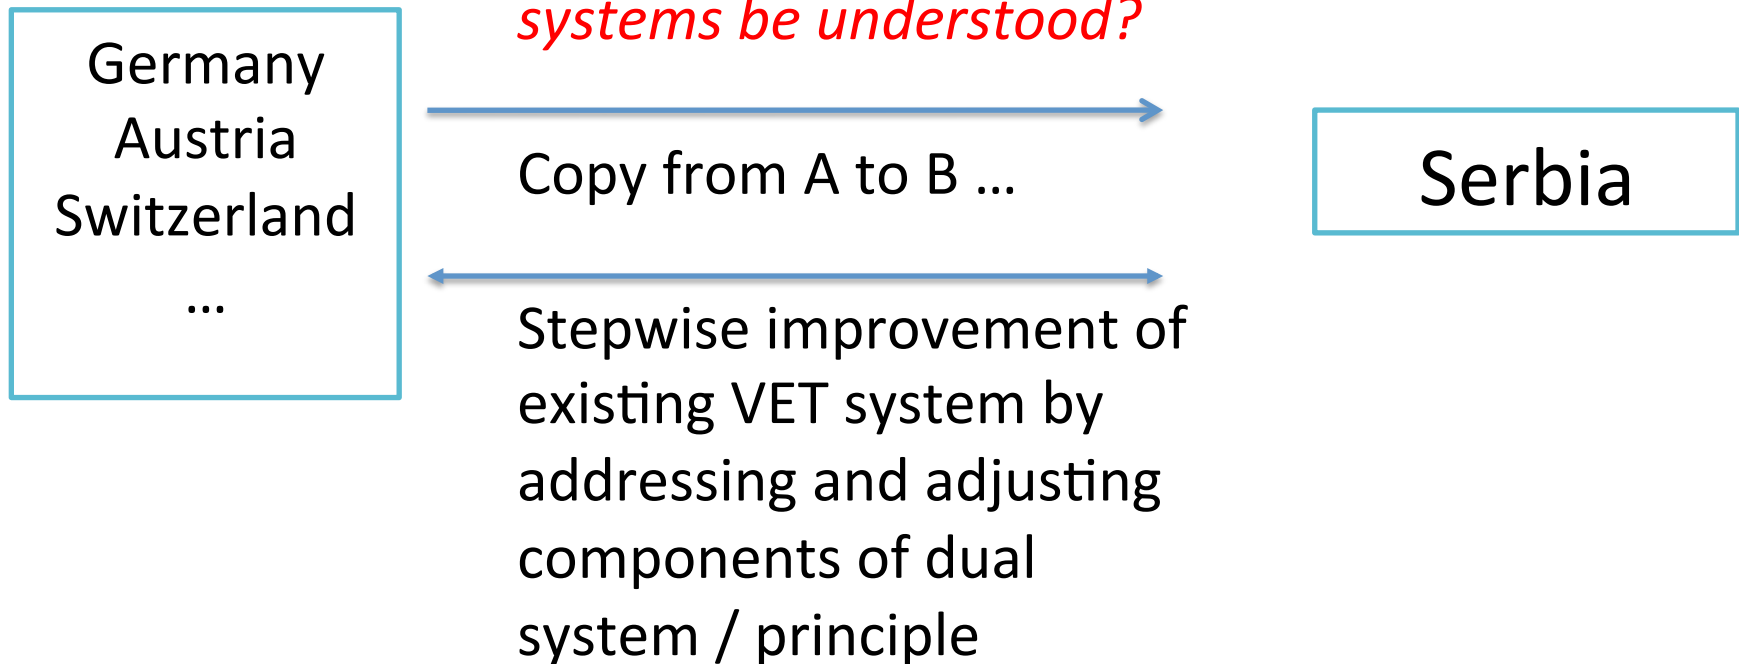 systems be understood?
Germany
Austria
Switzerland
…
Copy from A to B …
Serbia
Stepwise improvement of
existing VET system by
addressing and adjusting
components of dual
system / principle